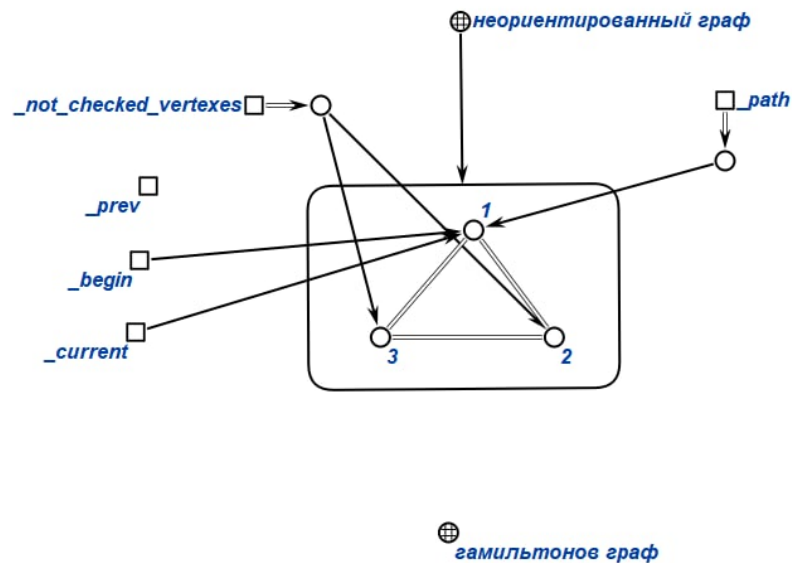 неориентированный граф
_not_checked_vertexes
_path
_prev
1
_begin
_current
3
2
гамильтонов граф